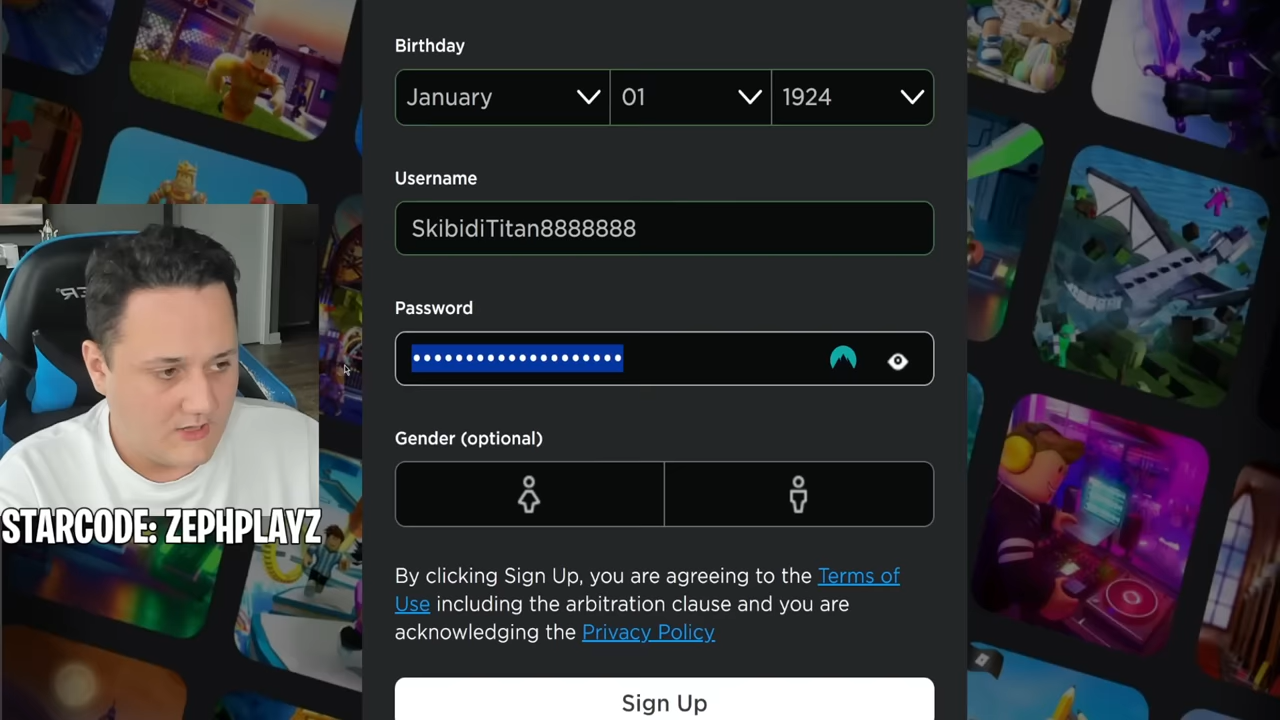 Birthday
January 01 1924
Username
SkibidiTitan8888888
Password
••••••••••••••••••••
Gender (optional)
STARCODE: ZEPHPLAYZ
By clicking Sign Up, you are agreeing to the Terms of
Use including the arbitration clause and you are
acknowledging the Privacy Policy
Sign Up